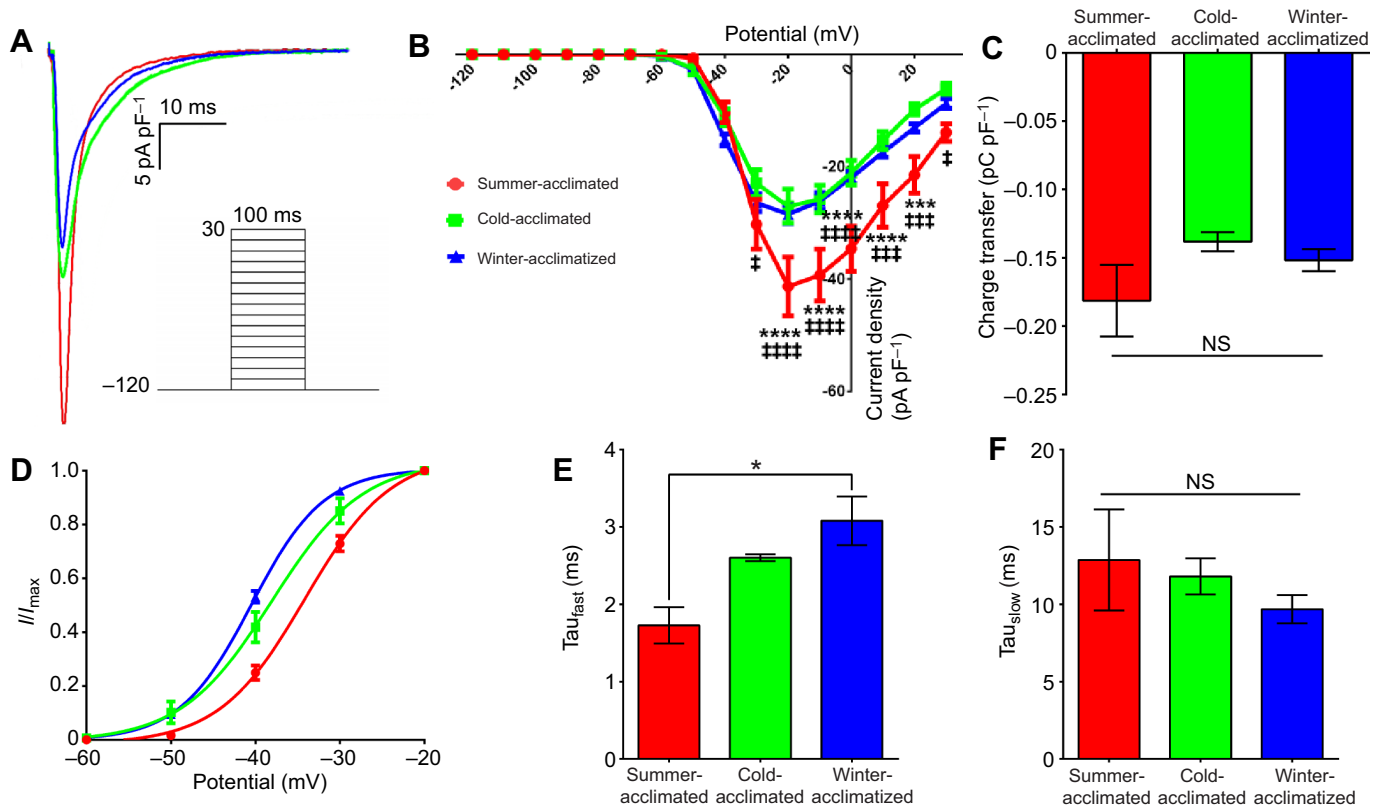 A
10 ms
5 pA pF⁻¹
Summer-acclimated
Cold-acclimated
Winter-acclimatized
100 ms
30
–120
B
Potential (mV)
-120
-100
-80
-60
-40
-20
0
20
-20
-40
-60
‡
****
‡‡‡‡
****
‡‡‡‡
****
‡‡‡‡
****
‡‡‡
***
‡‡‡
‡
Current density
(pA pF⁻¹)
C
Summer-
acclimated
Cold-
acclimated
Winter-
acclimatized
0
–0.05
–0.10
–0.15
–0.20
–0.25
Charge transfer (pC pF⁻¹)
NS
D
1.0
0.8
0.6
0.4
0.2
0
I/Imax
–60
–50
–40
–30
–20
Potential (mV)
E
4
3
2
1
0
Taufast (ms)
*
Summer-
acclimated
Cold-
acclimated
Winter-
acclimatized
F
20
15
10
5
0
Tauslow (ms)
NS
Summer-
acclimated
Cold-
acclimated
Winter-
acclimatized